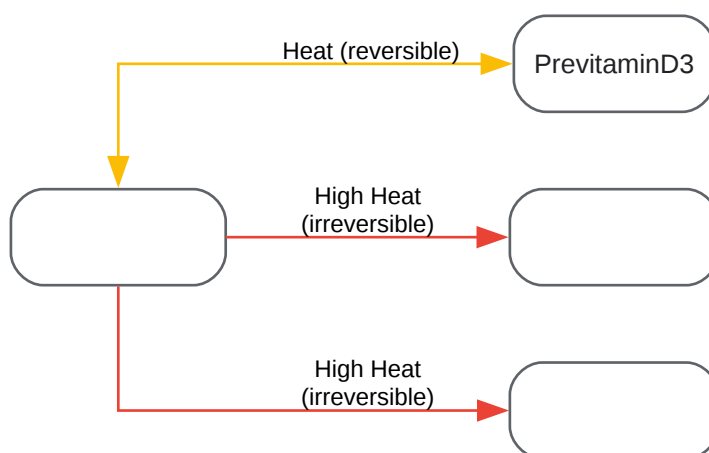 Heat (reversible)
PrevitaminD3
High Heat
(irreversible)
High Heat
(irreversible)